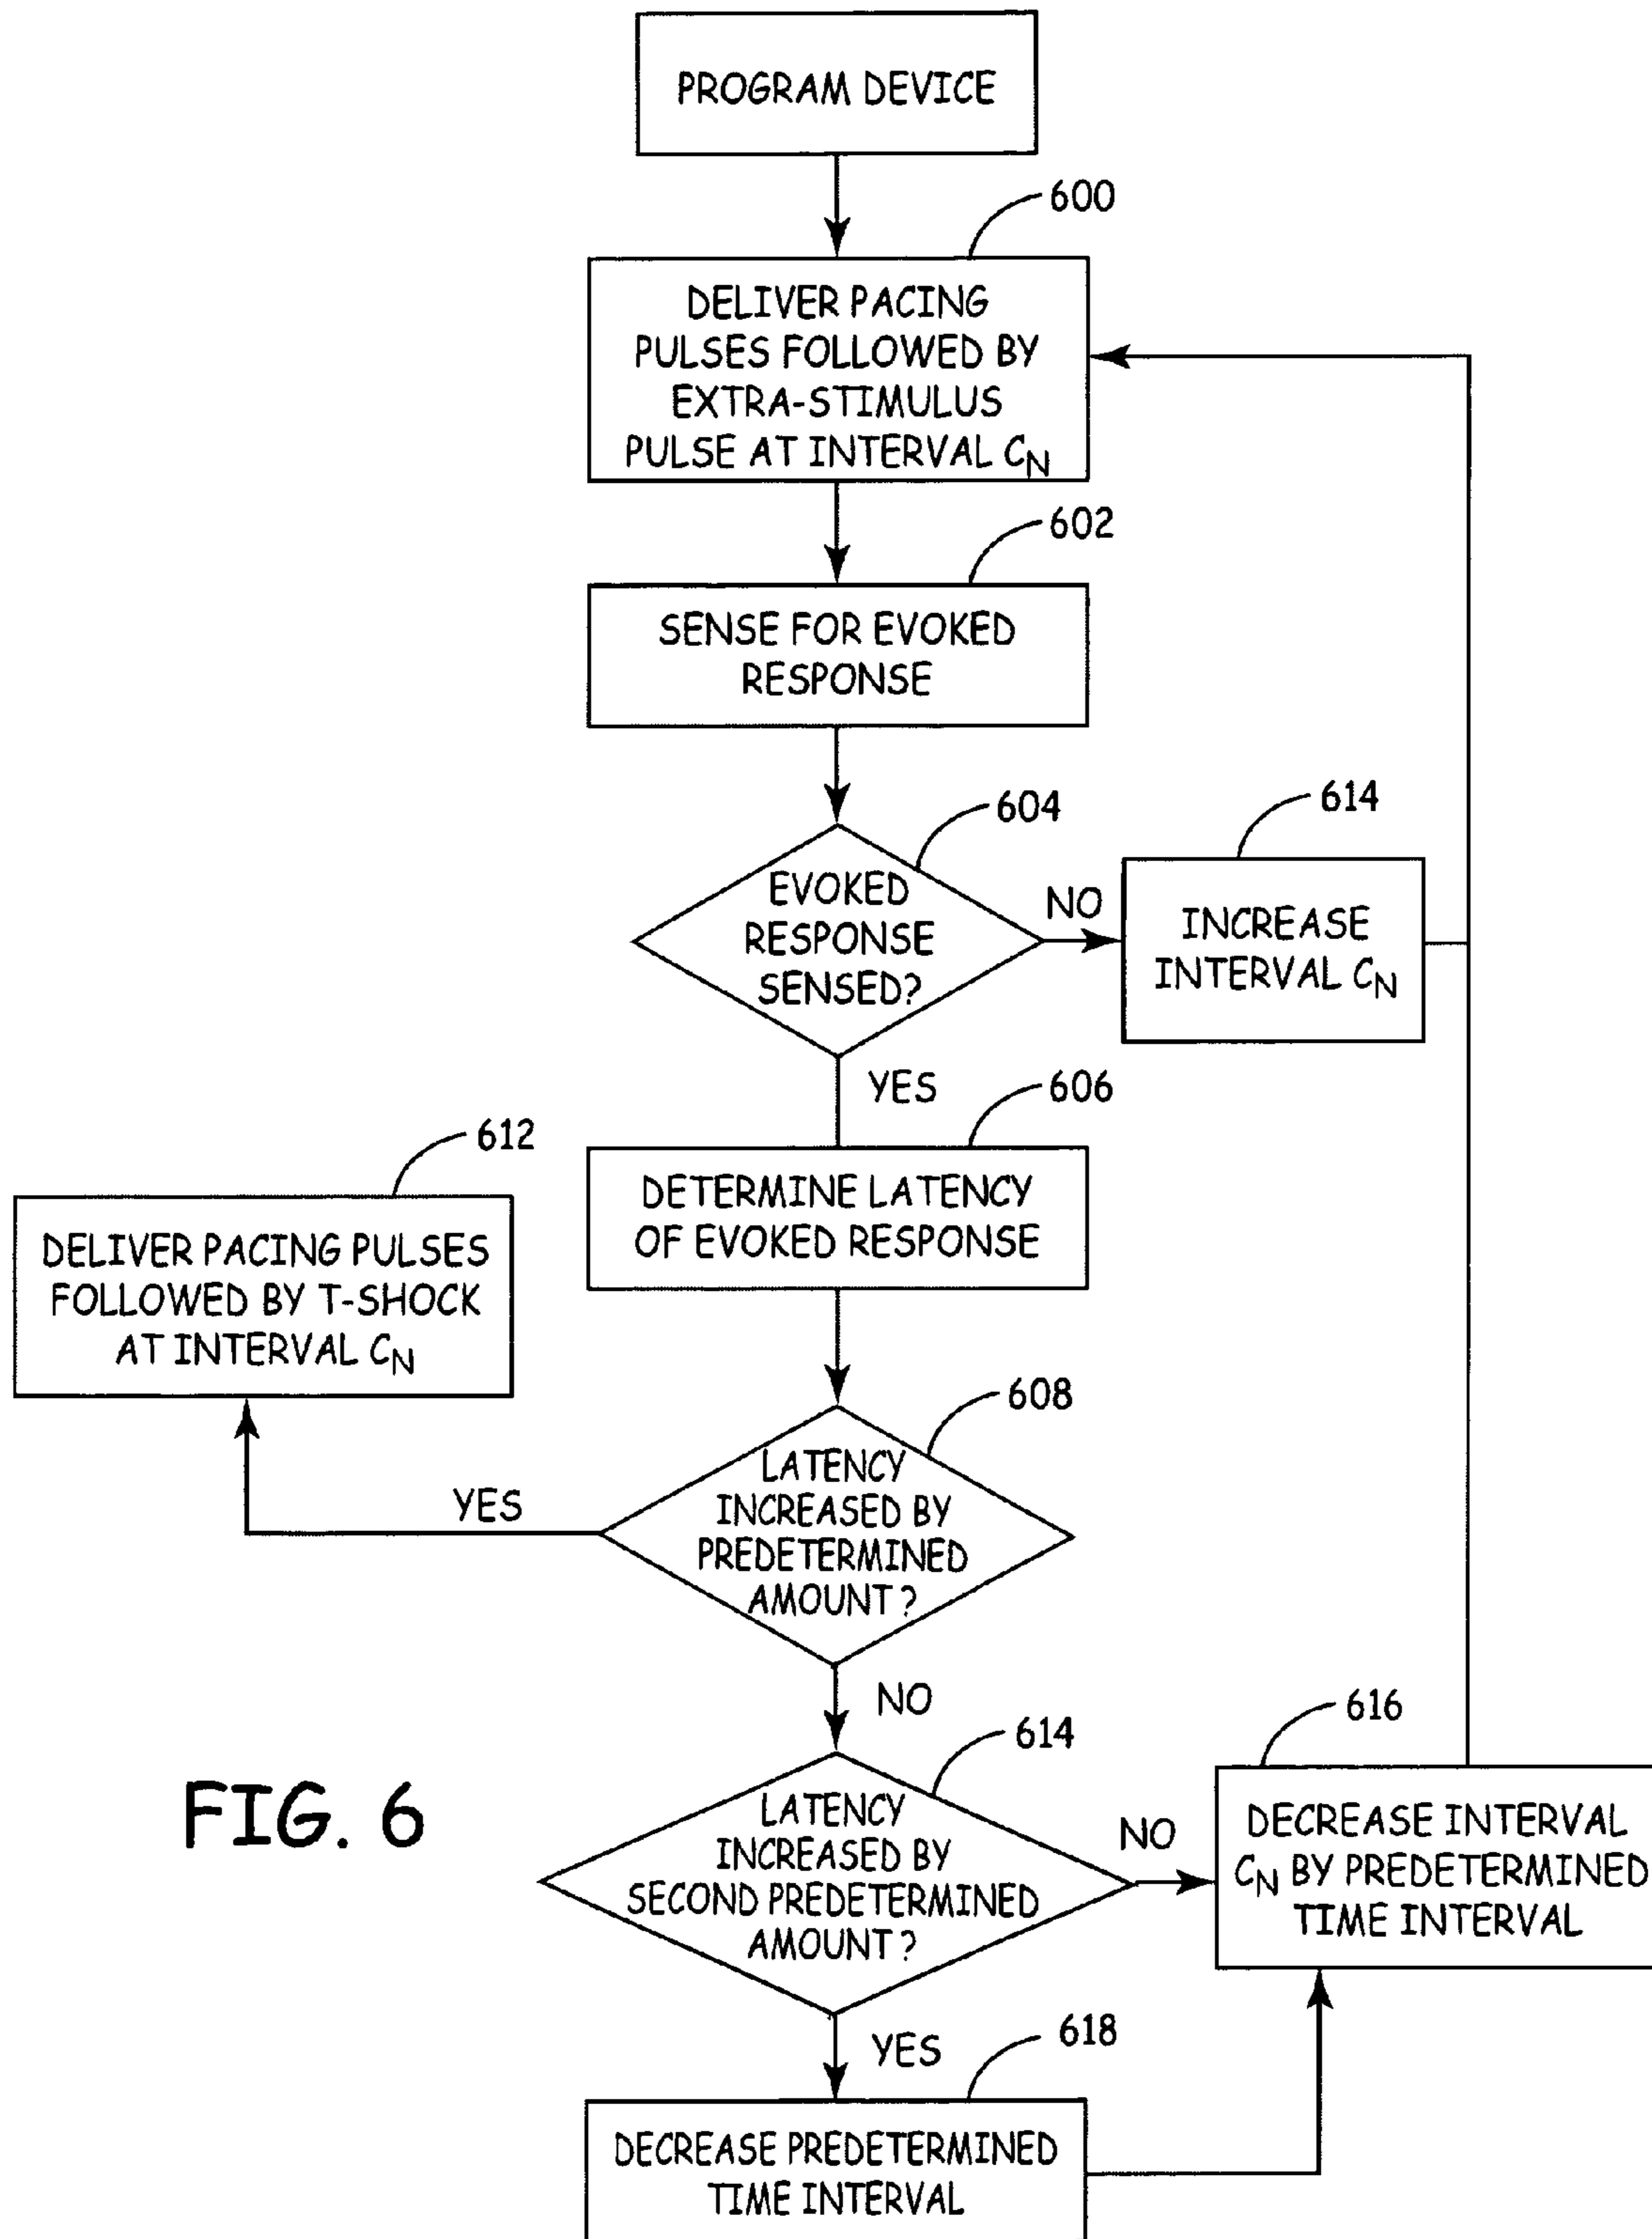 PROGRAM DEVICE
600
DELIVER PACING
PULSES FOLLOWED BY
EXTRA-STIMULUS
PULSE AT INTERVAL CN
602
SENSE FOR EVOKED
RESPONSE
604
EVOKED
RESPONSE
SENSED?
NO
614
INCREASE
INTERVAL CN
YES
606
DETERMINE LATENCY
OF EVOKED RESPONSE
612
DELIVER PACING PULSES
FOLLOWED BY T-SHOCK
AT INTERVAL CN
608
LATENCY
INCREASED BY
PREDETERMINED
AMOUNT?
YES
NO
614
LATENCY
INCREASED BY
SECOND PREDETERMINED
AMOUNT?
NO
616
DECREASE INTERVAL
CN BY PREDETERMINED
TIME INTERVAL
YES
618
DECREASE PREDETERMINED
TIME INTERVAL
FIG. 6